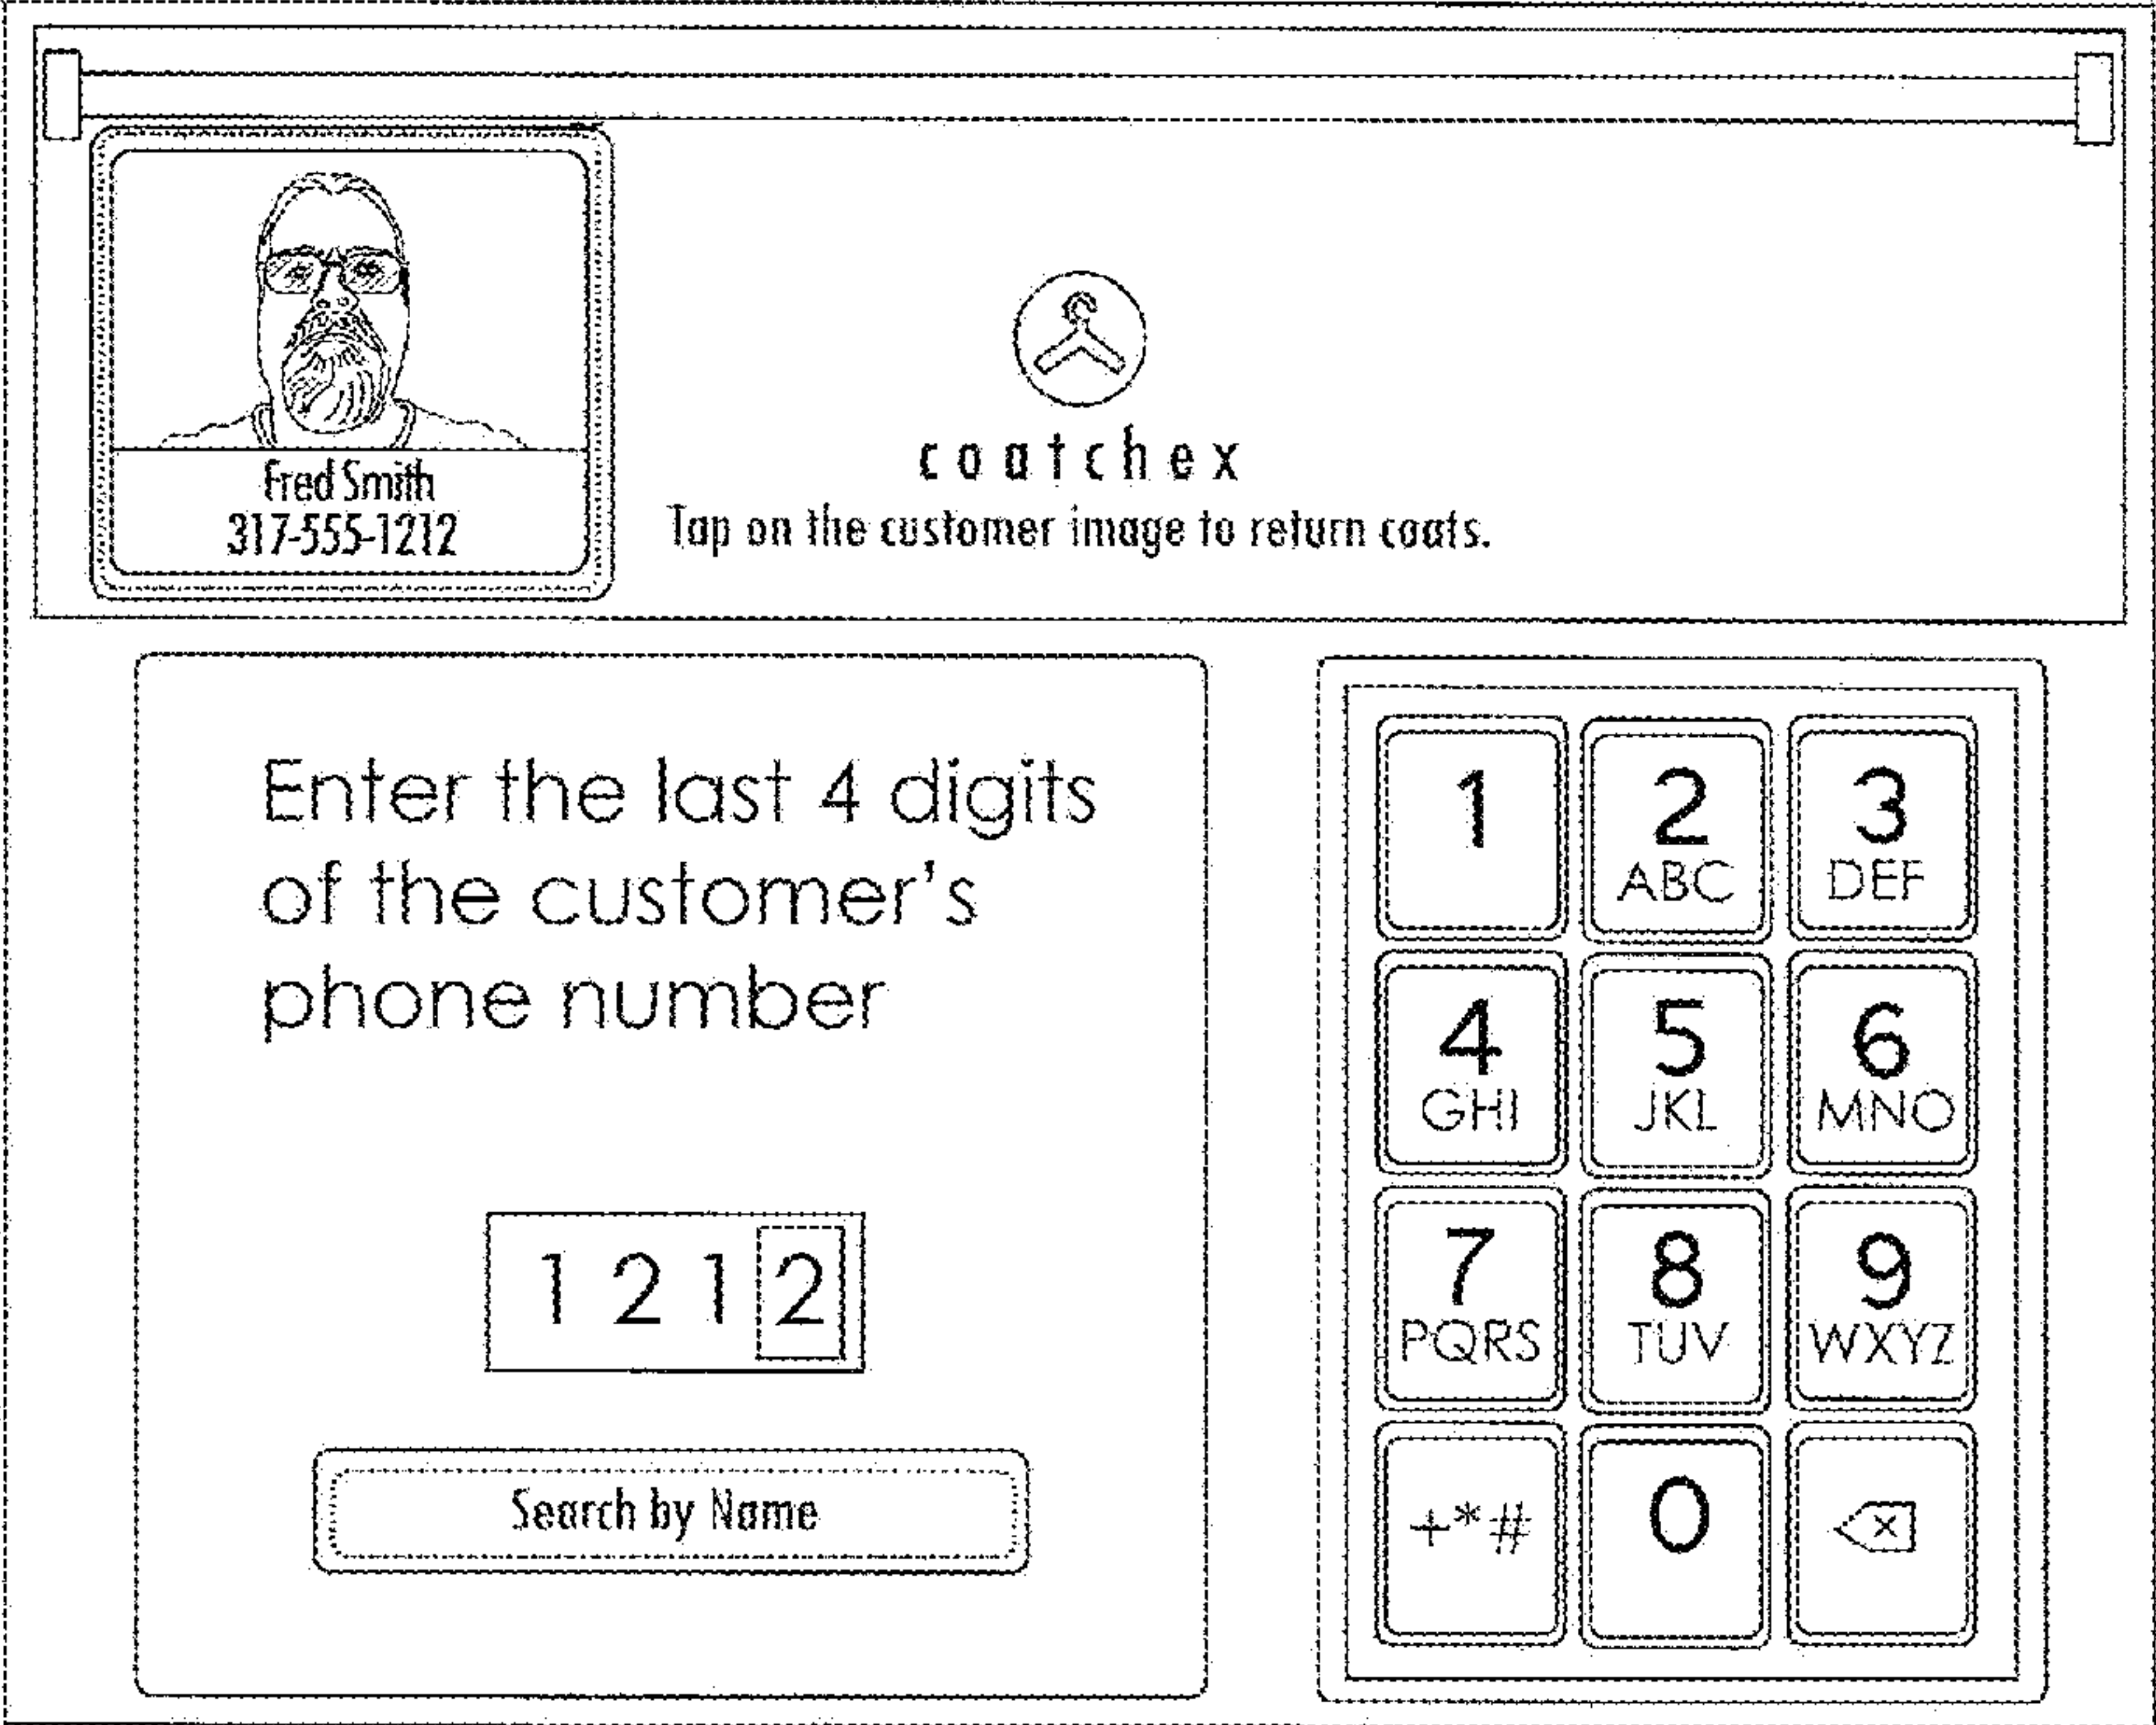 Fred Smith
317-555-1212
coatchex
Tap on the customer image to return coats.
Enter the last 4 digits
of the customer's
phone number
1 2 1 2
Search by Name
1 2 3
ABC DEF
4 5 6
GHI JKL MNO
7 8 9
PQRS TUV WXYZ
+*# 0